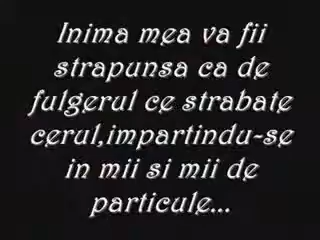 Inima mea va fii
strapunsa ca de
fulgerul ce strabate
cerul,impartindu-se
in mii si mii de
particule...